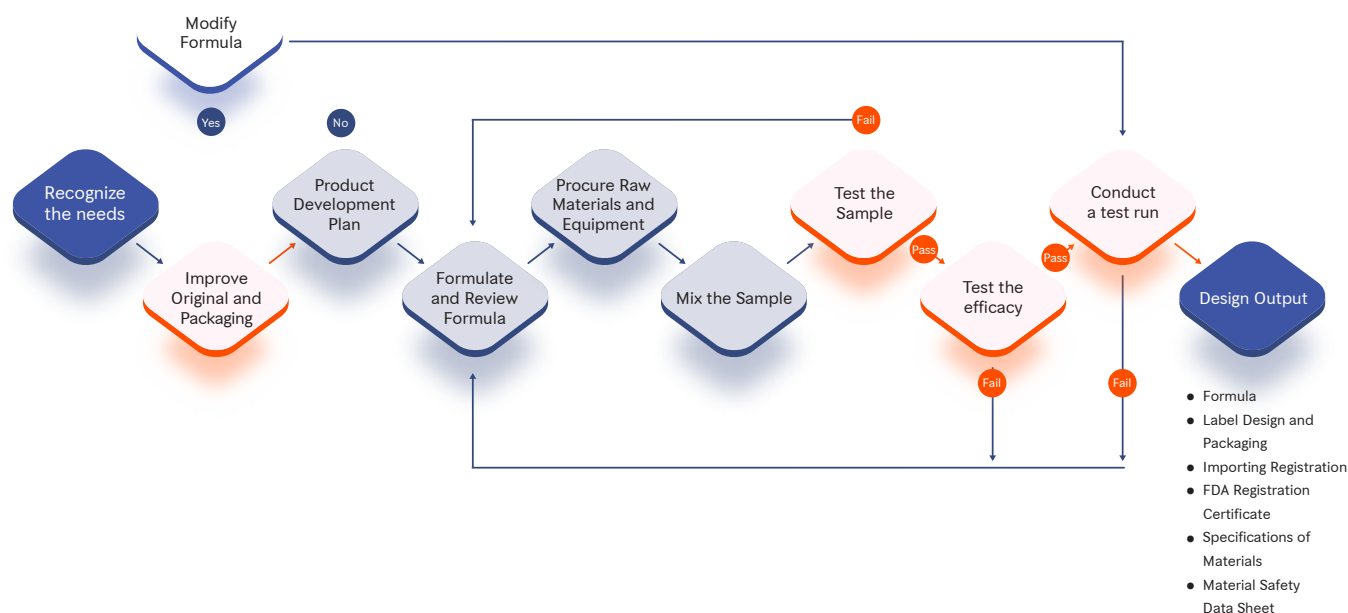 Modify
Formula
Yes
No
Fail
Recognize
the needs
Improve
Original and
Packaging
Product
Development
Plan
Formulate
and Review
Formula
Procure Raw
Materials and
Equipment
Mix the Sample
Test the
Sample
Pass
Test the
efficacy
Pass
Conduct
a test run
Design Output
Fail
Fail
● Formula
● Label Design and
Packaging
● Importing Registration
● FDA Registration
Certificate
● Specifications of
Materials
● Material Safety
Data Sheet